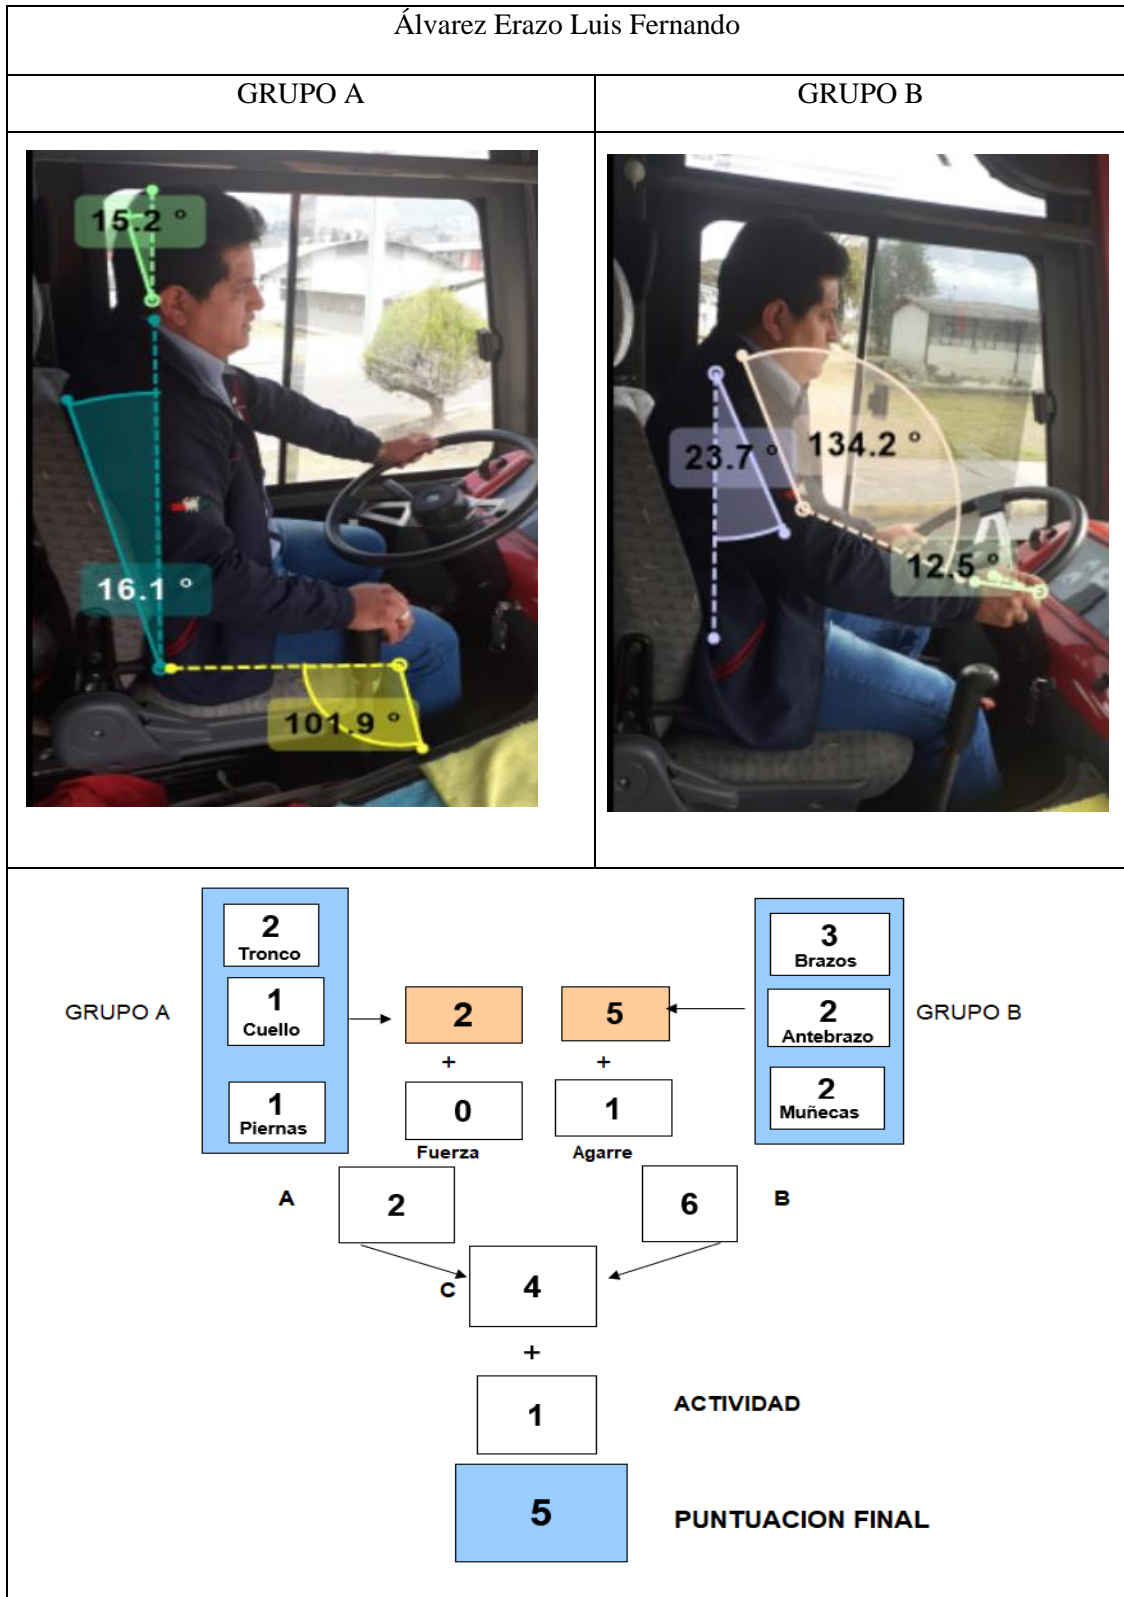 Álvarez Erazo Luis Fernando
GRUPO A
GRUPO B
15.2 °
16.1 °
101.9 °
23.7 °
134.2 °
12.5 °
GRUPO A
2
Tronco
1
Cuello
1
Piernas
2
+
0
Fuerza
5
+
1
Agarre
3
Brazos
2
Antebrazo
2
Muñecas
GRUPO B
A
2
6
B
C
4
+
1
ACTIVIDAD
5
PUNTUACION FINAL